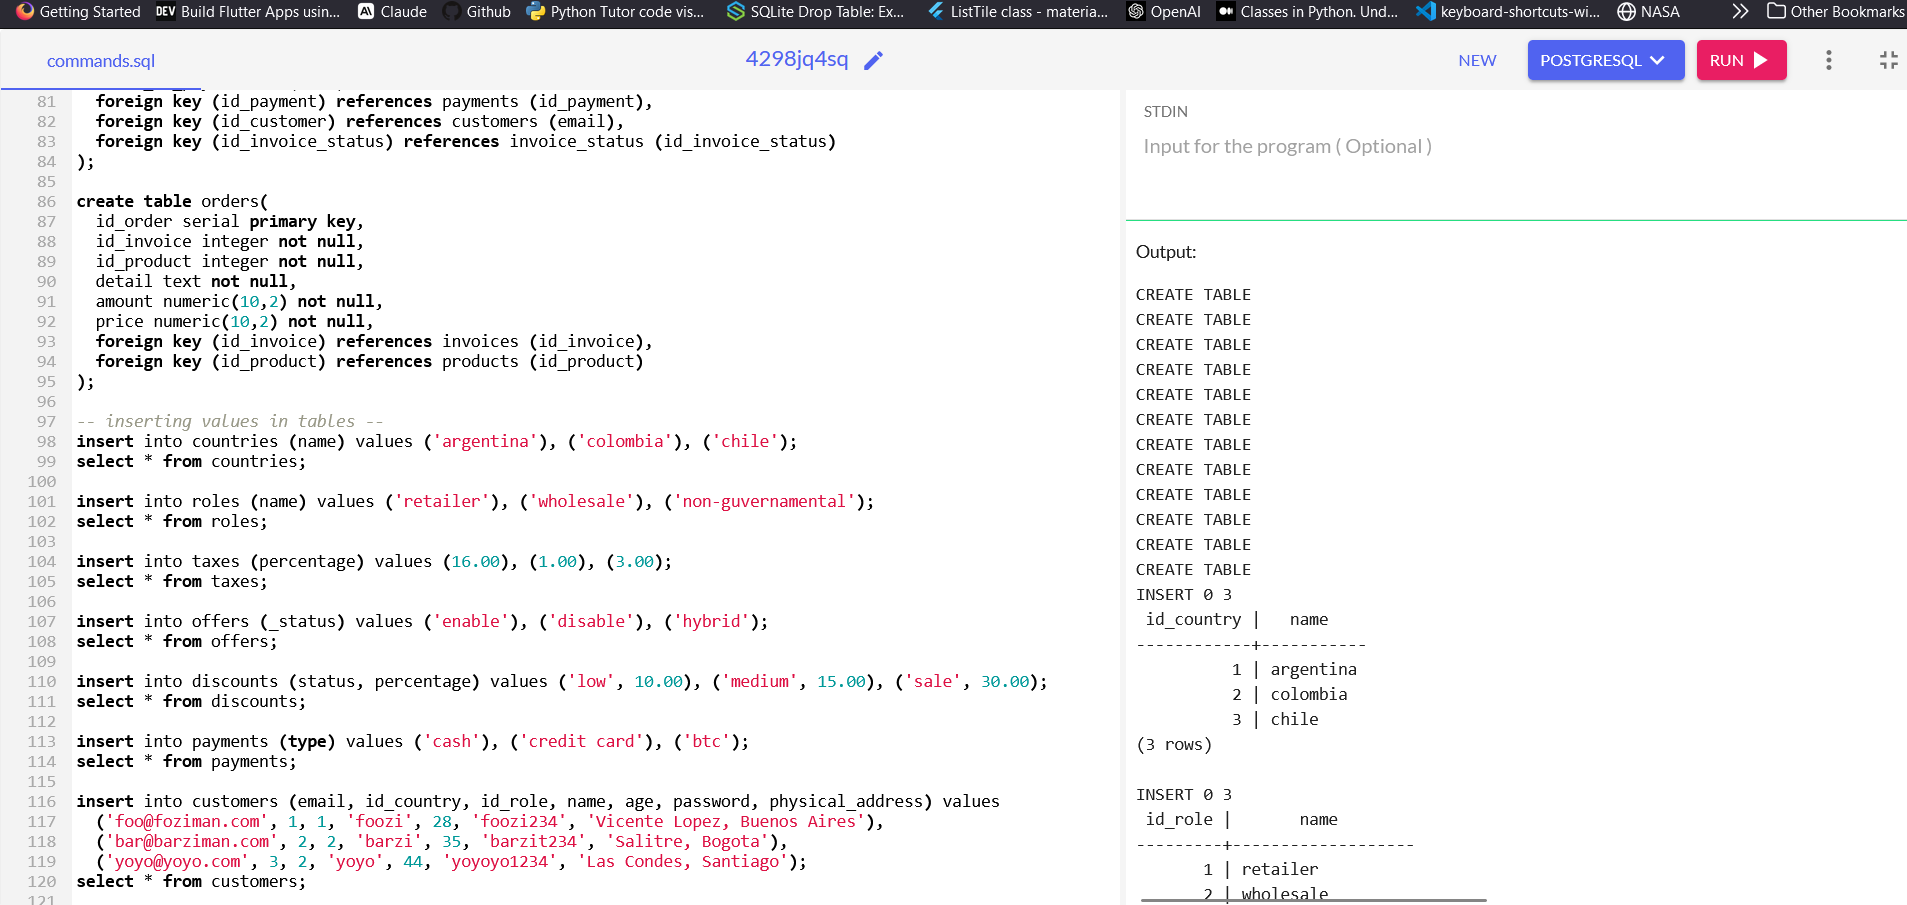 Getting Started DEV Build Flutter Apps usin... Claude Github Python Tutor code vis... SQLite Drop Table: Ex... ListTile class - materia... OpenAI Classes in Python. Und... keyboard-shortcuts-wi... NASA Other Bookmarks
commands.sql 4298jq4sq NEW POSTGRESQL RUN
81 foreign key (id_payment) references payments (id_payment),
82 foreign key (id_customer) references customers (email),
83 foreign key (id_invoice_status) references invoice_status (id_invoice_status)
84 );
85
86 create table orders(
87 id_order serial primary key,
88 id_invoice integer not null,
89 id_product integer not null,
90 detail text not null,
91 amount numeric(10,2) not null,
92 price numeric(10,2) not null,
93 foreign key (id_invoice) references invoices (id_invoice),
94 foreign key (id_product) references products (id_product)
95 );
96
97 -- inserting values in tables --
98 insert into countries (name) values ('argentina'), ('colombia'), ('chile');
99 select * from countries;
100
101 insert into roles (name) values ('retailer'), ('wholesale'), ('non-guvernamental');
102 select * from roles;
103
104 insert into taxes (percentage) values (16.00), (1.00), (3.00);
105 select * from taxes;
106
107 insert into offers (_status) values ('enable'), ('disable'), ('hybrid');
108 select * from offers;
109
110 insert into discounts (status, percentage) values ('low', 10.00), ('medium', 15.00), ('sale', 30.00);
111 select * from discounts;
112
113 insert into payments (type) values ('cash'), ('credit card'), ('btc');
114 select * from payments;
115
116 insert into customers (email, id_country, id_role, name, age, password, physical_address) values
117 ('foo@foziman.com', 1, 1, 'foozi', 28, 'foozi234', 'Vicente Lopez, Buenos Aires'),
118 ('bar@barziman.com', 2, 2, 'barzi', 35, 'barzit234', 'Salitre, Bogota'),
119 ('yoyo@yoyo.com', 3, 2, 'yoyo', 44, 'yoyoyo1234', 'Las Condes, Santiago');
120 select * from customers;
121
STDIN
Input for the program ( Optional )
Output:
CREATE TABLE
CREATE TABLE
CREATE TABLE
CREATE TABLE
CREATE TABLE
CREATE TABLE
CREATE TABLE
CREATE TABLE
CREATE TABLE
CREATE TABLE
CREATE TABLE
CREATE TABLE
INSERT 0 3
id_country | name
------------+-----------
1 | argentina
2 | colombia
3 | chile
(3 rows)
INSERT 0 3
id_role | name
---------+-------------------
1 | retailer
2 | wholesale